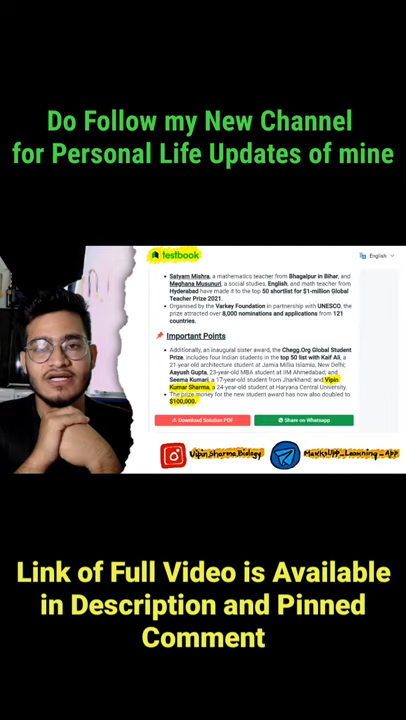 Do Follow my New Channel
for Personal Life Updates of mine
testbook
English
Satyam Mishra, a mathematics teacher from Bhagalpur in Bihar, and
Meghana Musunuri, a social studies, English, and math teacher from
Hyderabad have made it to the top 50 shortlist for $1-million Global
Teacher Prize 2021.
Organised by the Varkey Foundation in partnership with UNESCO, the
prize attracted over 8,000 nominations and applications from 121
countries.
Important Points
Additionally, an inaugural sister award, the Chegg.Org Global Student
Prize, includes four Indian students in the top 50 list with Kaif Ali, a
21-year-old architecture student at Jamia Millia Islamia, New Delhi;
Aayush Gupta, 23-year-old MBA student at IIM Ahmedabad; and
Seema Kumari, a 17-year-old student from Jharkhand; and Vipin
Kumar Sharma, a 24-year-old student at Haryana Central University.
The prize money for the new student award has now also doubled to
$100,000.
Download Solution PDF
Share on Whatsapp
Vipin_Sharma_Biology
MarksUPP_Learning_App
Link of Full Video is Available
in Description and Pinned
Comment